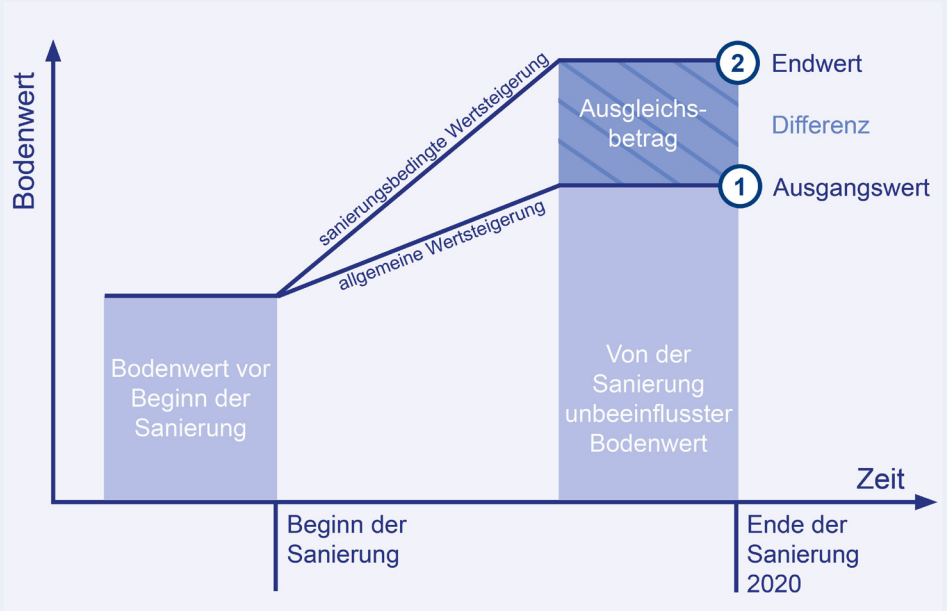 Bodenwert
sanierungsbedingte Wertsteigerung
allgemeine Wertsteigerung
Ausgleichs-
betrag
2 Endwert
Differenz
1 Ausgangswert
Bodenwert vor
Beginn der
Sanierung
Von der
Sanierung
unbeeinflusster
Bodenwert
Zeit
Beginn der
Sanierung
Ende der
Sanierung
2020